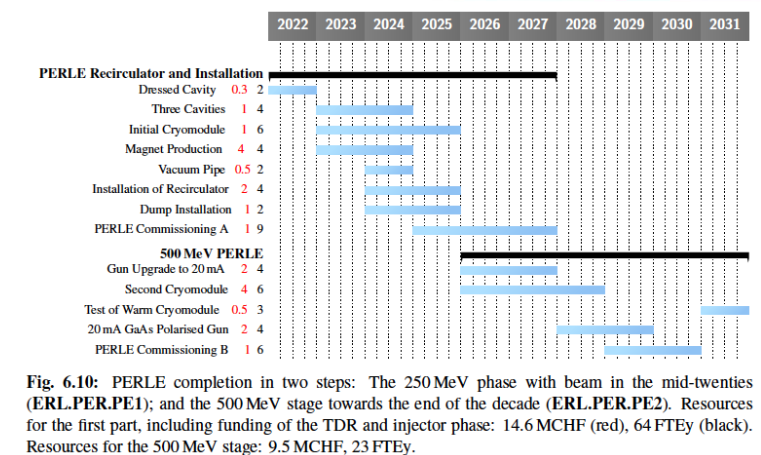 2022 2023 2024 2025 2026 2027 2028 2029 2030 2031
PERLE Recirculator and Installation
Dressed Cavity 0.3 2
Three Cavities 1 4
Initial Cryomodule 1 6
Magnet Production 4 4
Vacuum Pipe 0.5 2
Installation of Recirculator 2 4
Dump Installation 1 2
PERLE Commissioning A 1 9
500 MeV PERLE
Gun Upgrade to 20 mA 2 4
Second Cryomodule 4 6
Test of Warm Cryomodule 0.5 3
20 mA GaAs Polarised Gun 2 4
PERLE Commissioning B 1 6
Fig. 6.10: PERLE completion in two steps: The 250 MeV phase with beam in the mid-twenties
(ERL.PER.PE1); and the 500 MeV stage towards the end of the decade (ERL.PER.PE2). Resources
for the first part, including funding of the TDR and injector phase: 14.6 MCHF (red), 64 FTEy (black).
Resources for the 500 MeV stage: 9.5 MCHF, 23 FTEy.